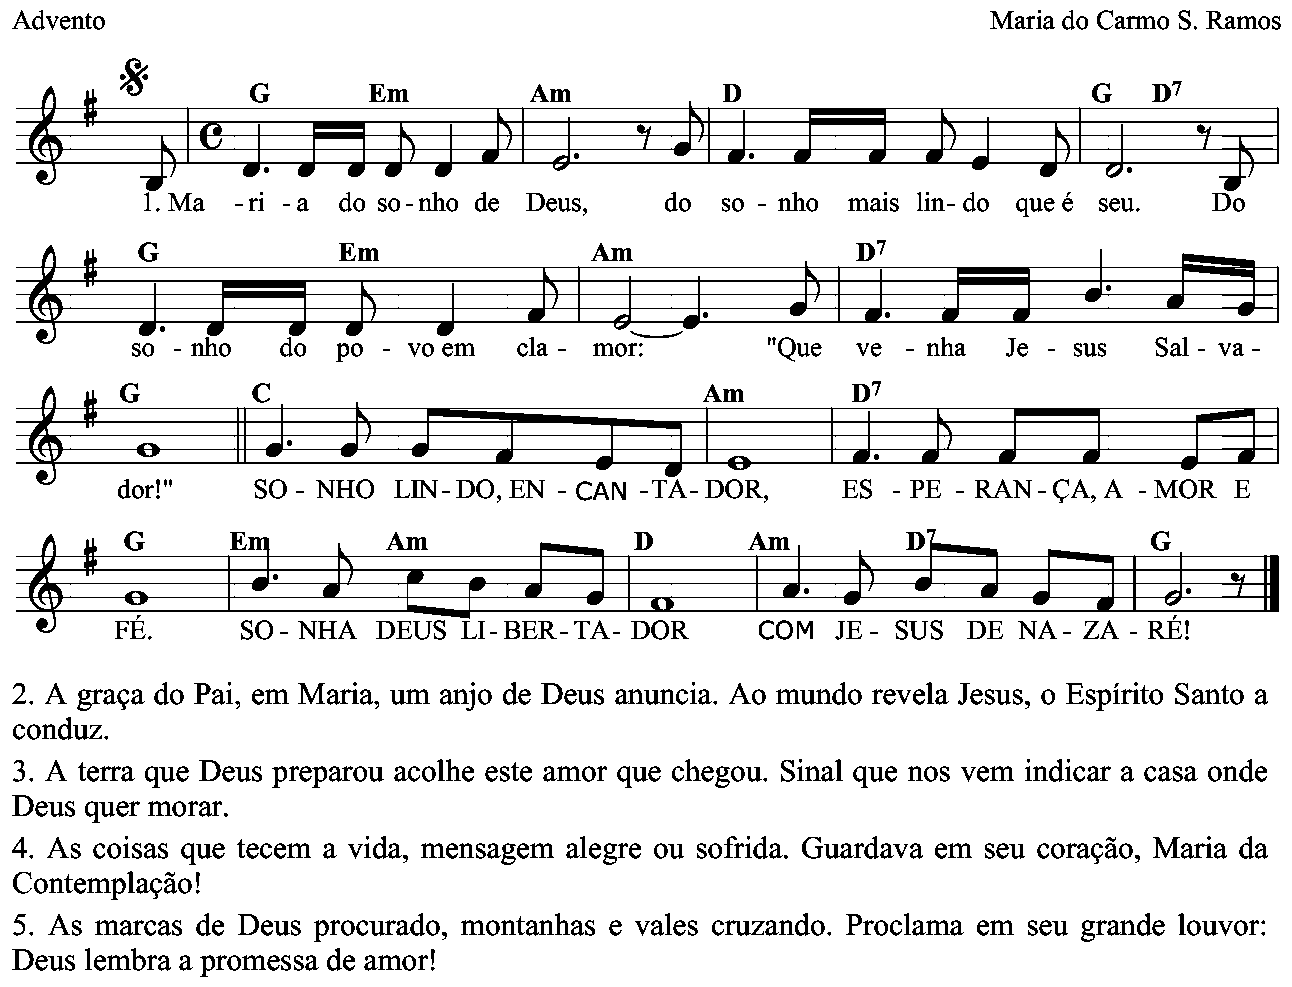 Advento Maria do Carmo S. Ramos
G Em Am D G D7
1. Ma - ri - a do so - nho de Deus, do so - nho mais lin - do que é seu. Do
G Em Am D7
so - nho do po - vo em cla - mor: "Que ve - nha Je - sus Sal - va -
G C Am D7
dor!" SO - NHO LIN - DO, EN - CAN - TA - DOR, ES - PE - RAN - ÇA, A - MOR E
G Em Am D Am D7 G
FÉ. SO - NHA DEUS LI - BER - TA - DOR COM JE - SUS DE NA - ZA - RÉ!
2. A graça do Pai, em Maria, um anjo de Deus anuncia. Ao mundo revela Jesus, o Espírito Santo a
conduz.
3. A terra que Deus preparou acolhe este amor que chegou. Sinal que nos vem indicar a casa onde
Deus quer morar.
4. As coisas que tecem a vida, mensagem alegre ou sofrida. Guardava em seu coração, Maria da
Contemplação!
5. As marcas de Deus procurado, montanhas e vales cruzando. Proclama em seu grande louvor:
Deus lembra a promessa de amor!